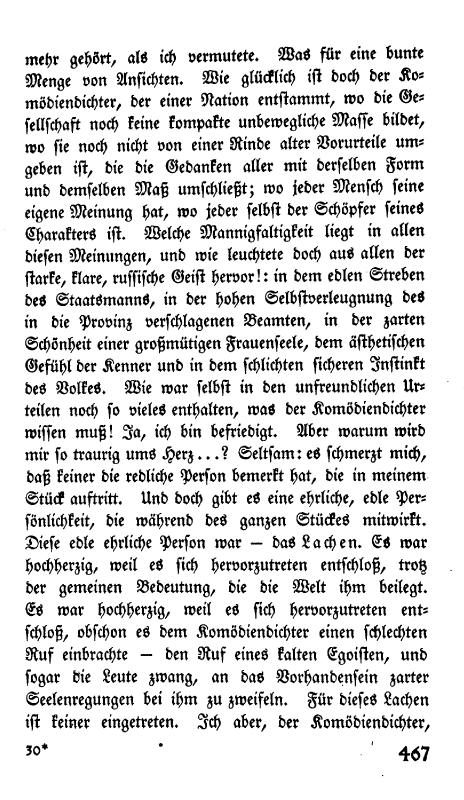 mehr gehört, als ich vermutete. Was für eine bunte
Menge von Ansichten. Wie glücklich ist doch der Ko-
mödiendichter, der einer Nation entstammt, wo die Ge-
sellschaft noch keine kompakte unbewegliche Masse bildet,
wo sie noch nicht von einer Rinde alter Vorurteile um-
geben ist, die die Gedanken aller mit derselben Form
und demselben Maß umschließt; wo jeder Mensch seine
eigene Meinung hat, wo jeder selbst der Schöpfer seines
Charakters ist. Welche Mannigfaltigkeit liegt in allen
diesen Meinungen, und wie leuchtete doch aus allen der
starke, klare, russische Geist hervor!: in dem edlen Streben
des Staatsmanns, in der hohen Selbstverleugnung des
in die Provinz verschlagenen Beamten, in der zarten
Schönheit einer großmütigen Frauenseele, dem ästhetischen
Gefühl der Kenner und in dem schlichten sicheren Instinkt
des Volkes. Wie war selbst in den unfreundlichen Ur-
teilen noch so vieles enthalten, was der Komödiendichter
wissen muß! Ja, ich bin befriedigt. Aber warum wird
mir so traurig ums Herz...? Seltsam: es schmerzt mich,
daß keiner die redliche Person bemerkt hat, die in meinem
Stück auftritt. Und doch gibt es eine ehrliche, edle Per-
sönlichkeit, die während des ganzen Stückes mitwirkt.
Diese edle ehrliche Person war — das Lachen. Es war
hochherzig, weil es sich hervorzutreten entschloß, trotz
der gemeinen Bedeutung, die die Welt ihm beilegt.
Es war hochherzig, weil es sich hervorzutreten ent-
schloß, obschon es dem Komödiendichter einen schlechten
Ruf einbrachte — den Ruf eines kalten Egoisten, und
sogar die Leute zwang, an das Vorhandensein zarter
Seelenregungen bei ihm zu zweifeln. Für dieses Lachen
ist keiner eingetreten. Ich aber, der Komödiendichter,
30* 467